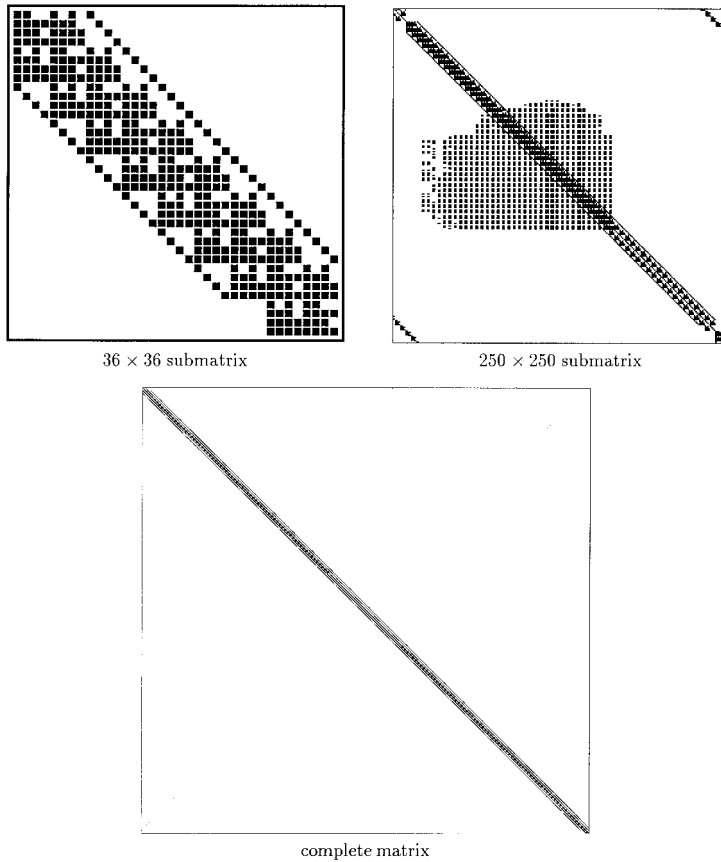 36 × 36 submatrix
250 × 250 submatrix
complete matrix